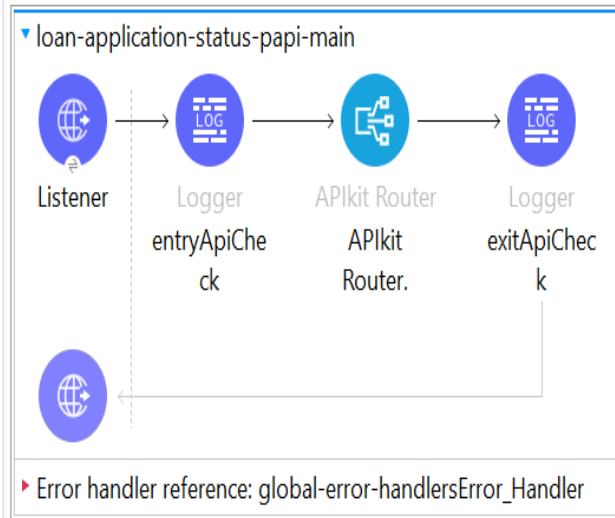 loan-application-status-papi-main
LOG
LOG
Listener
Logger
APIkit Router
Logger
entryApiChe
ck
APIkit
Router.
exitApiChec
k
Error handler reference: global-error-handlersError_Handler